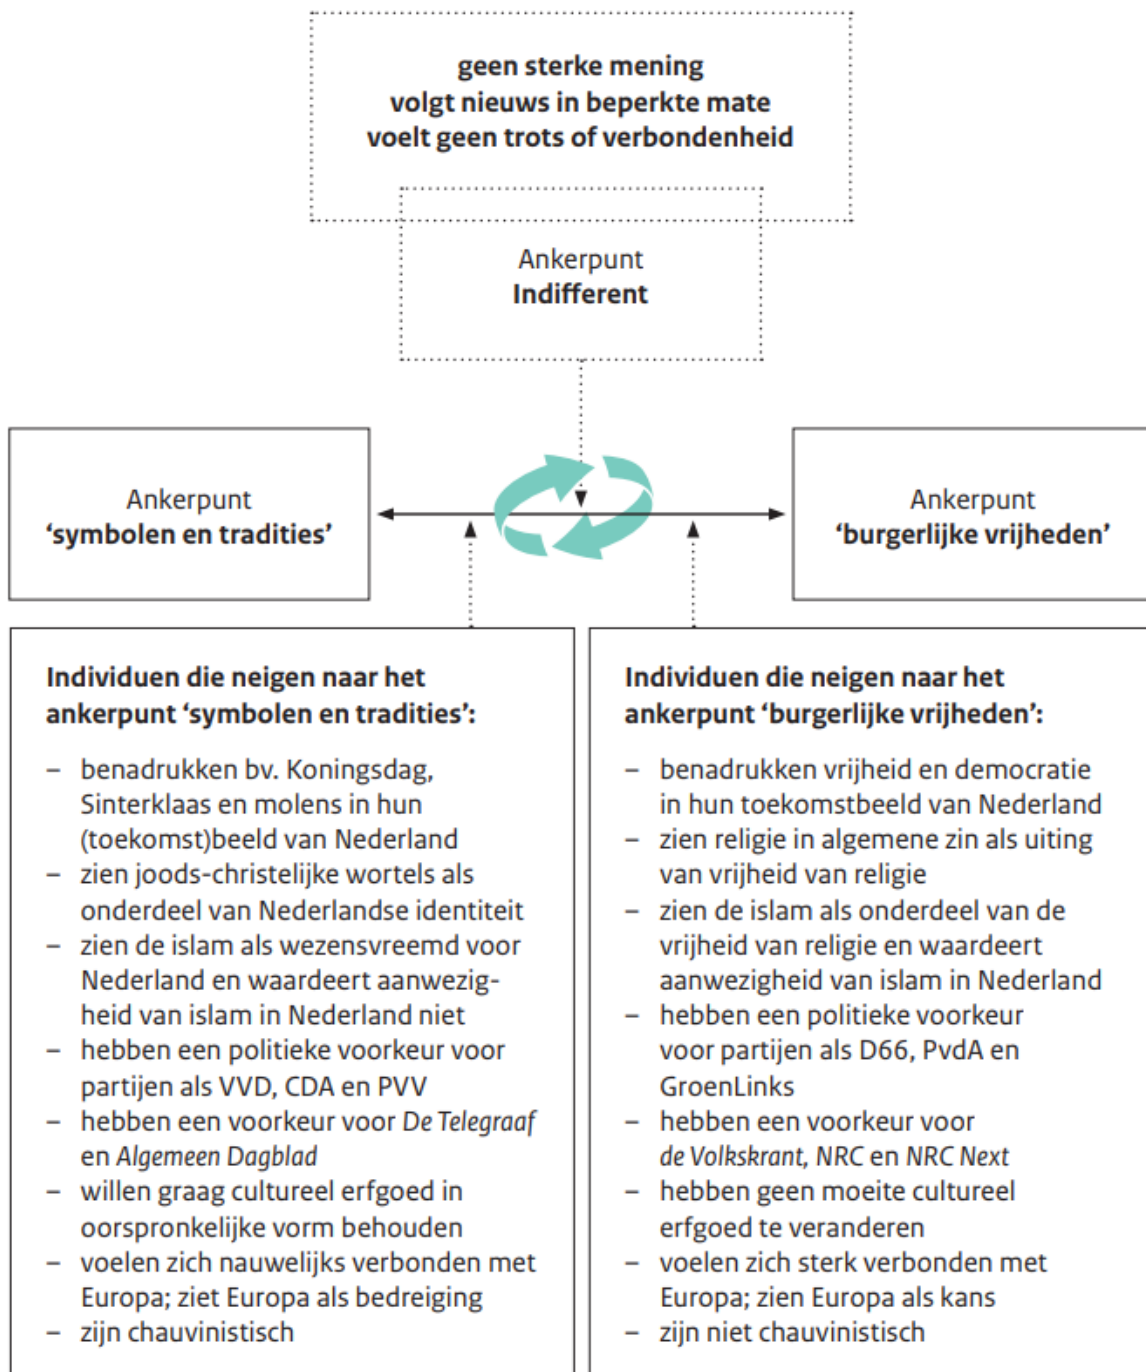 geen sterke mening
volgt nieuws in beperkte mate
voelt geen trots of verbondenheid
Ankerpunt
Indifferent
Ankerpunt
‘symbolen en tradities’
Ankerpunt
‘burgerlijke vrijheden’
Individuen die neigen naar het
ankerpunt ‘symbolen en tradities’:
– benadrukken bv. Koningsdag,
Sinterklaas en molens in hun
(toekomst)beeld van Nederland
– zien joods-christelijke wortels als
onderdeel van Nederlandse identiteit
– zien de islam als wezensvreemd voor
Nederland en waardeert aanwezig-
heid van islam in Nederland niet
– hebben een politieke voorkeur voor
partijen als VVD, CDA en PVV
– hebben een voorkeur voor De Telegraaf
en Algemeen Dagblad
– willen graag cultureel erfgoed in
oorspronkelijke vorm behouden
– voelen zich nauwelijks verbonden met
Europa; ziet Europa als bedreiging
– zijn chauvinistisch
Individuen die neigen naar het
ankerpunt ‘burgerlijke vrijheden’:
– benadrukken vrijheid en democratie
in hun toekomstbeeld van Nederland
– zien religie in algemene zin als uiting
van vrijheid van religie
– zien de islam als onderdeel van de
vrijheid van religie en waardeert
aanwezigheid van islam in Nederland
– hebben een politieke voorkeur
voor partijen als D66, PvdA en
GroenLinks
– hebben een voorkeur voor
de Volkskrant, NRC en NRC Next
– hebben geen moeite cultureel
erfgoed te veranderen
– voelen zich sterk verbonden met
Europa; zien Europa als kans
– zijn niet chauvinistisch